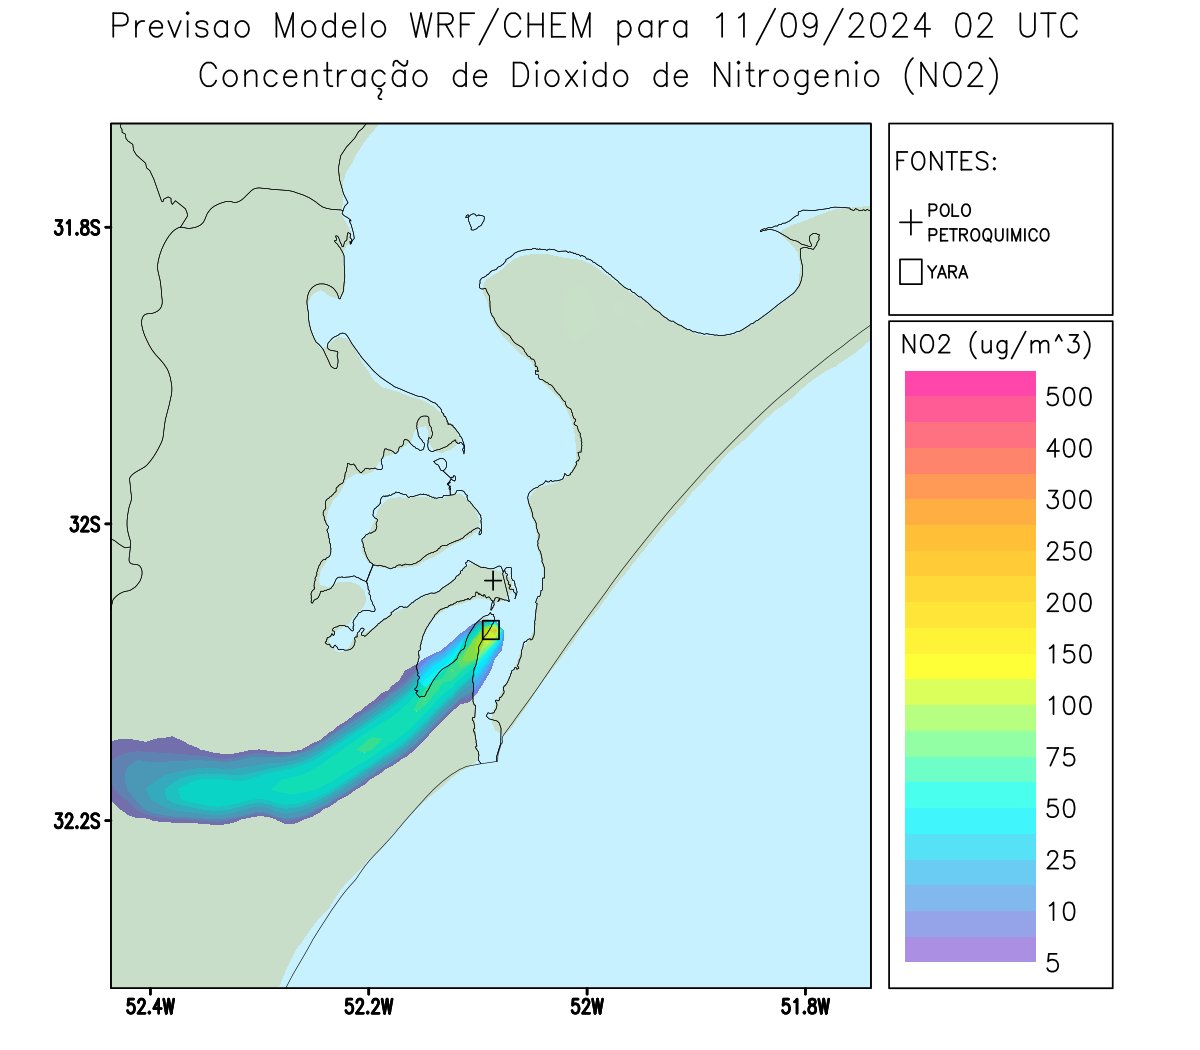 Previsao Modelo WRF/CHEM para 11/09/2024 02 UTC
Concentração de Dioxido de Nitrogenio (NO2)
FONTES:
POLO
PETROQUIMICO
YARA
NO2 (ug/m^3)
500
400
300
250
200
150
100
75
50
25
10
5
31.8S
32S
32.2S
52.4W
52.2W
52W
51.8W